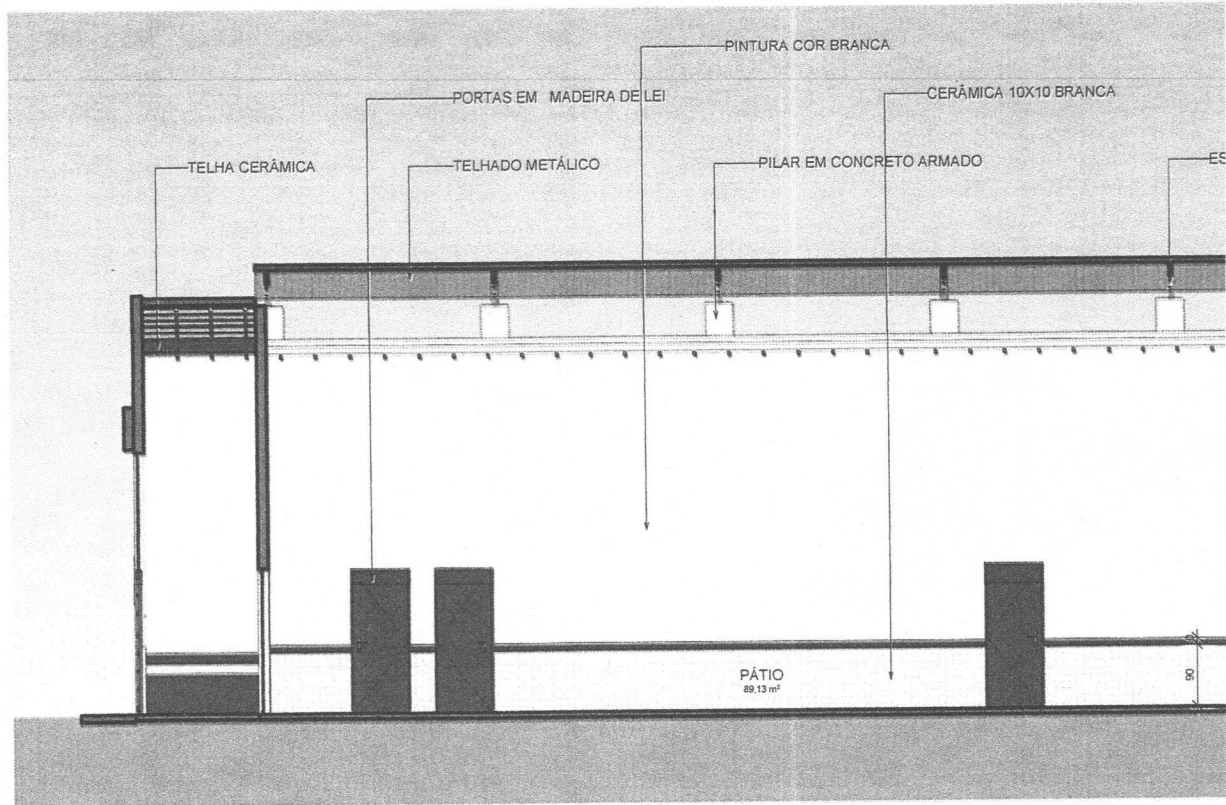 PINTURA COR BRANCA
PORTAS EM MADEIRA DE LEI
CERÂMICA 10X10 BRANCA
TELHA CERÂMICA
TELHADO METÁLICO
PILAR EM CONCRETO ARMADO
ES
PÁTIO
89,13 m²
90